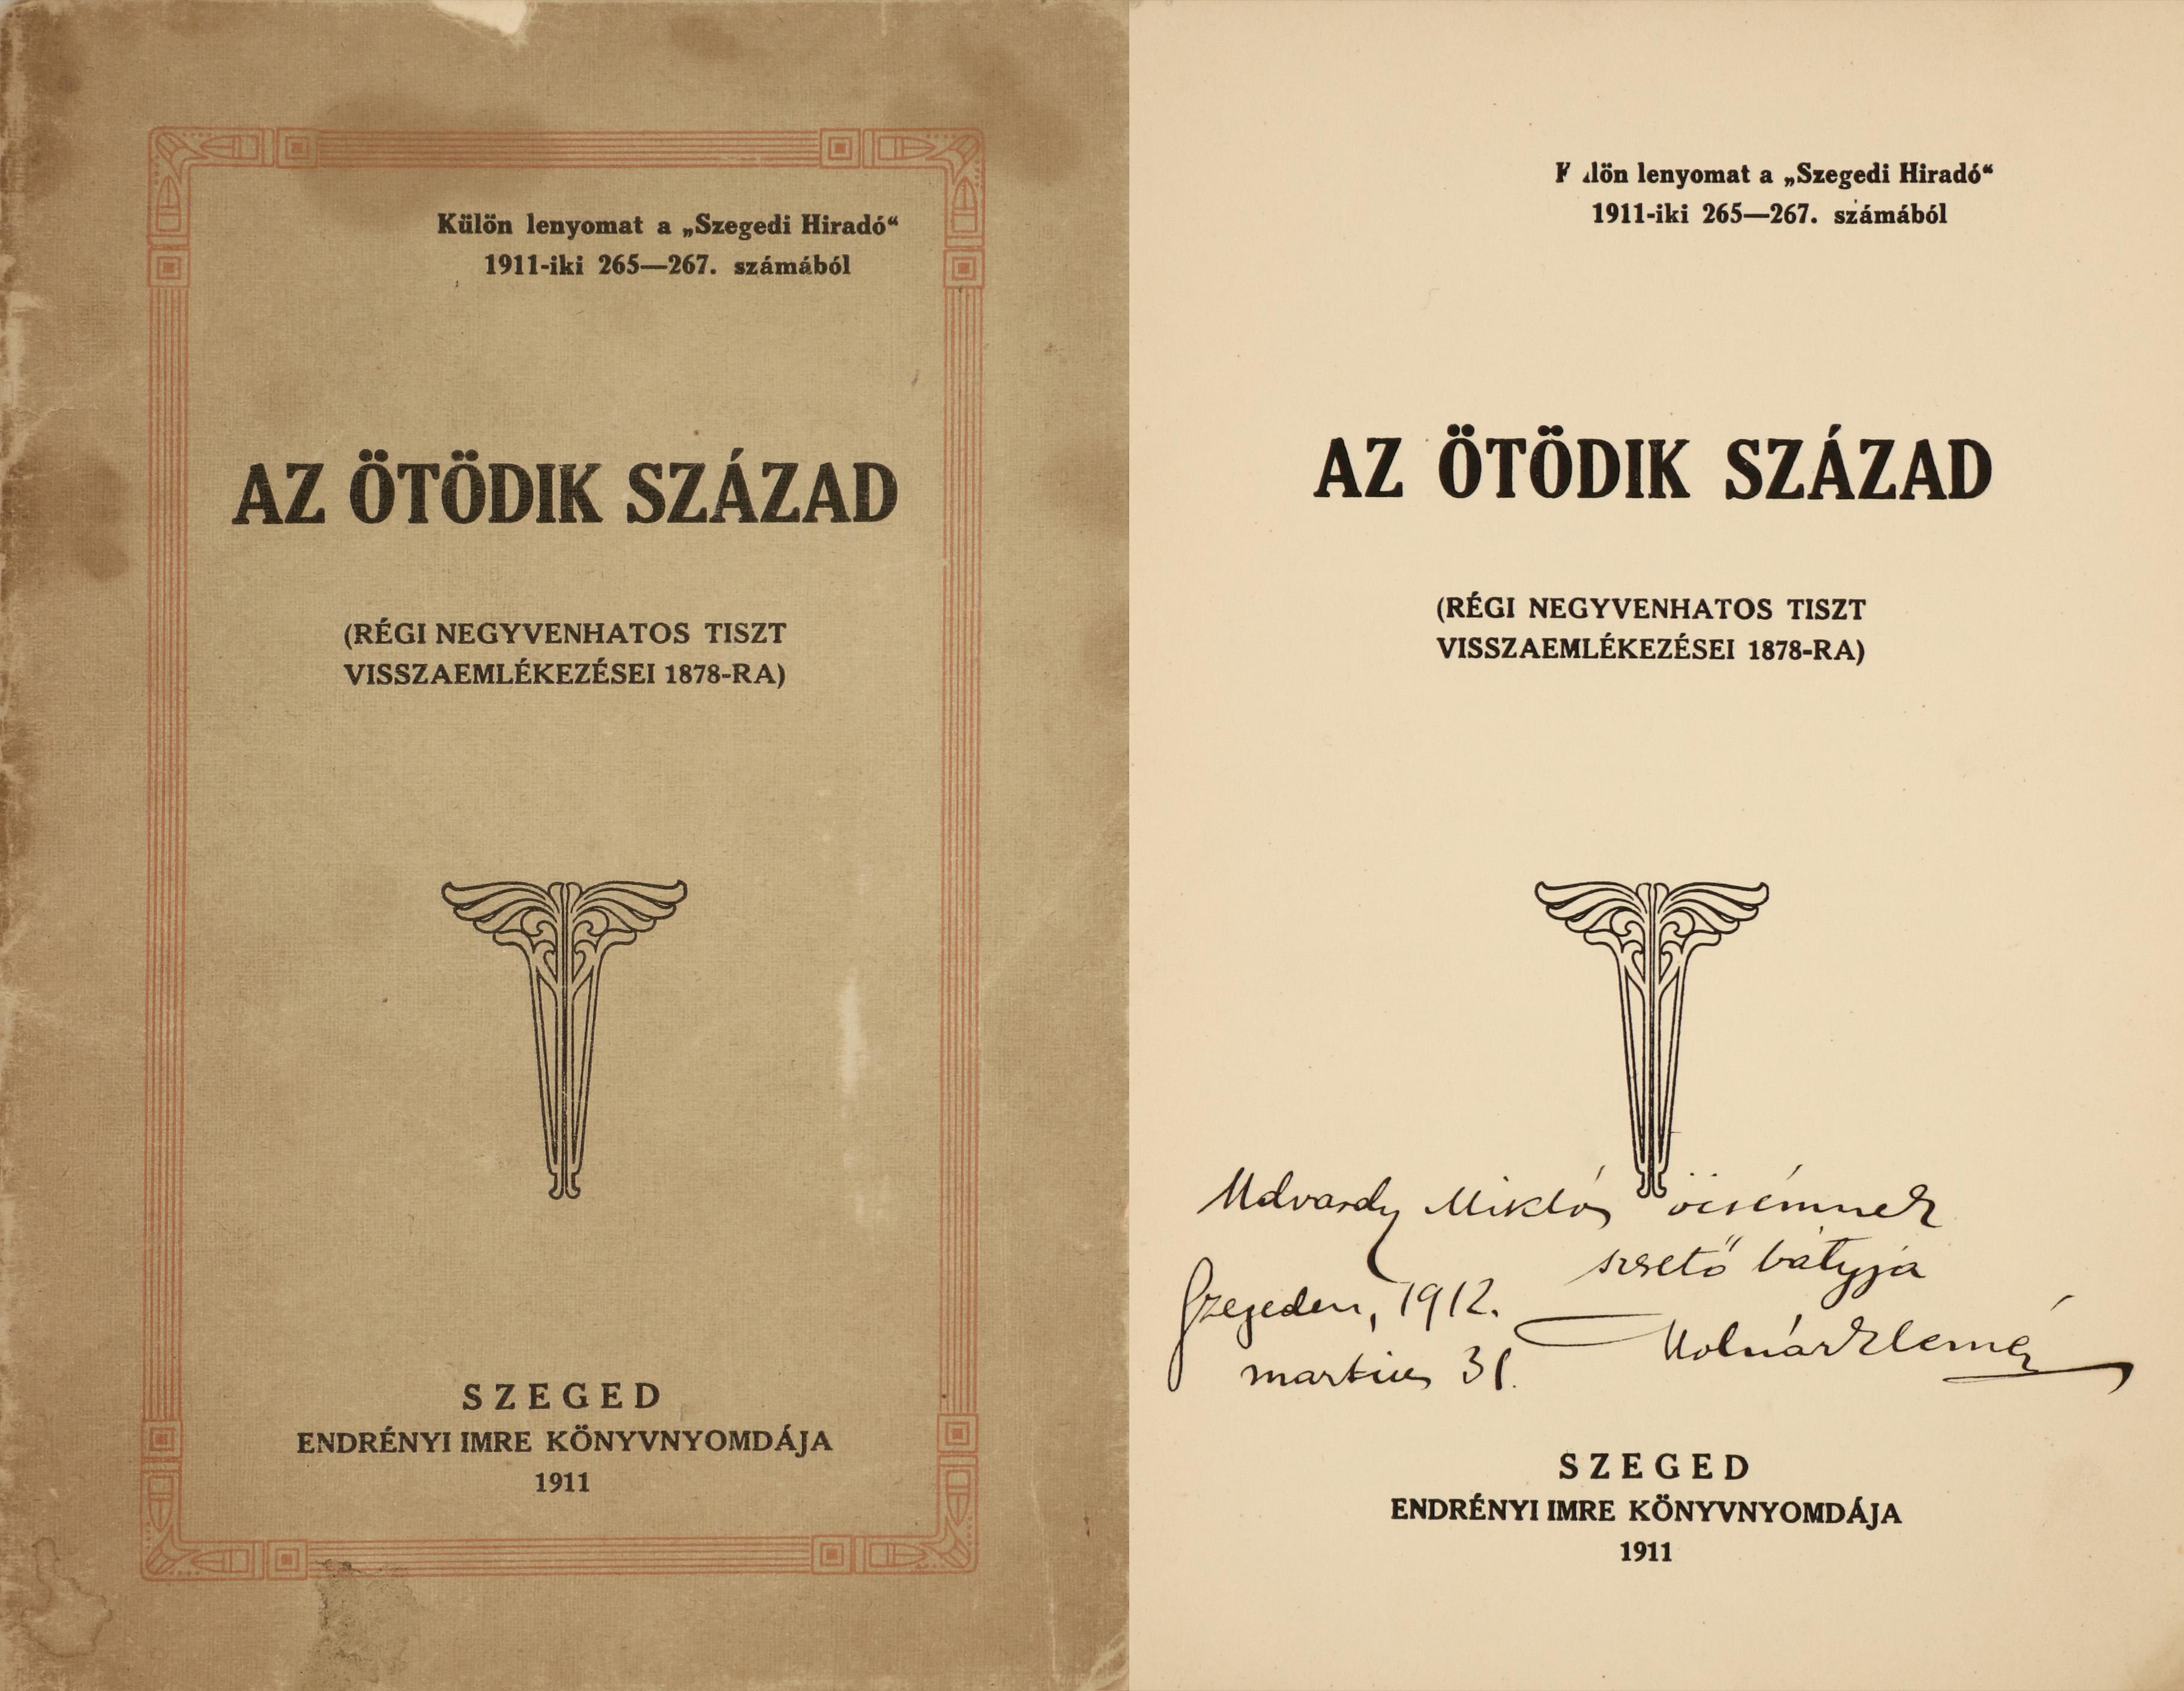 Külön lenyomat a „Szegedi Hiradó“
1911-iki 265—267. számából
AZ ÖTÖDIK SZÁZAD
(RÉGI NEGYVENHATOS TISZT
VISSZAEMLÉKEZÉSEI 1878-RA)
SZEGED
ENDRÉNYI IMRE KÖNYVNYOMDÁJA
1911
lön lenyomat a „Szegedi Hiradó“
1911-iki 265—267. számából
AZ ÖTÖDIK SZÁZAD
(RÉGI NEGYVENHATOS TISZT
VISSZAEMLÉKEZÉSEI 1878-RA)
Udvardy Miklós öcsémnek
szerető bátyja
Szegeden, 1912.
martius 31.
Molnár Elemér
SZEGED
ENDRÉNYI IMRE KÖNYVNYOMDÁJA
1911